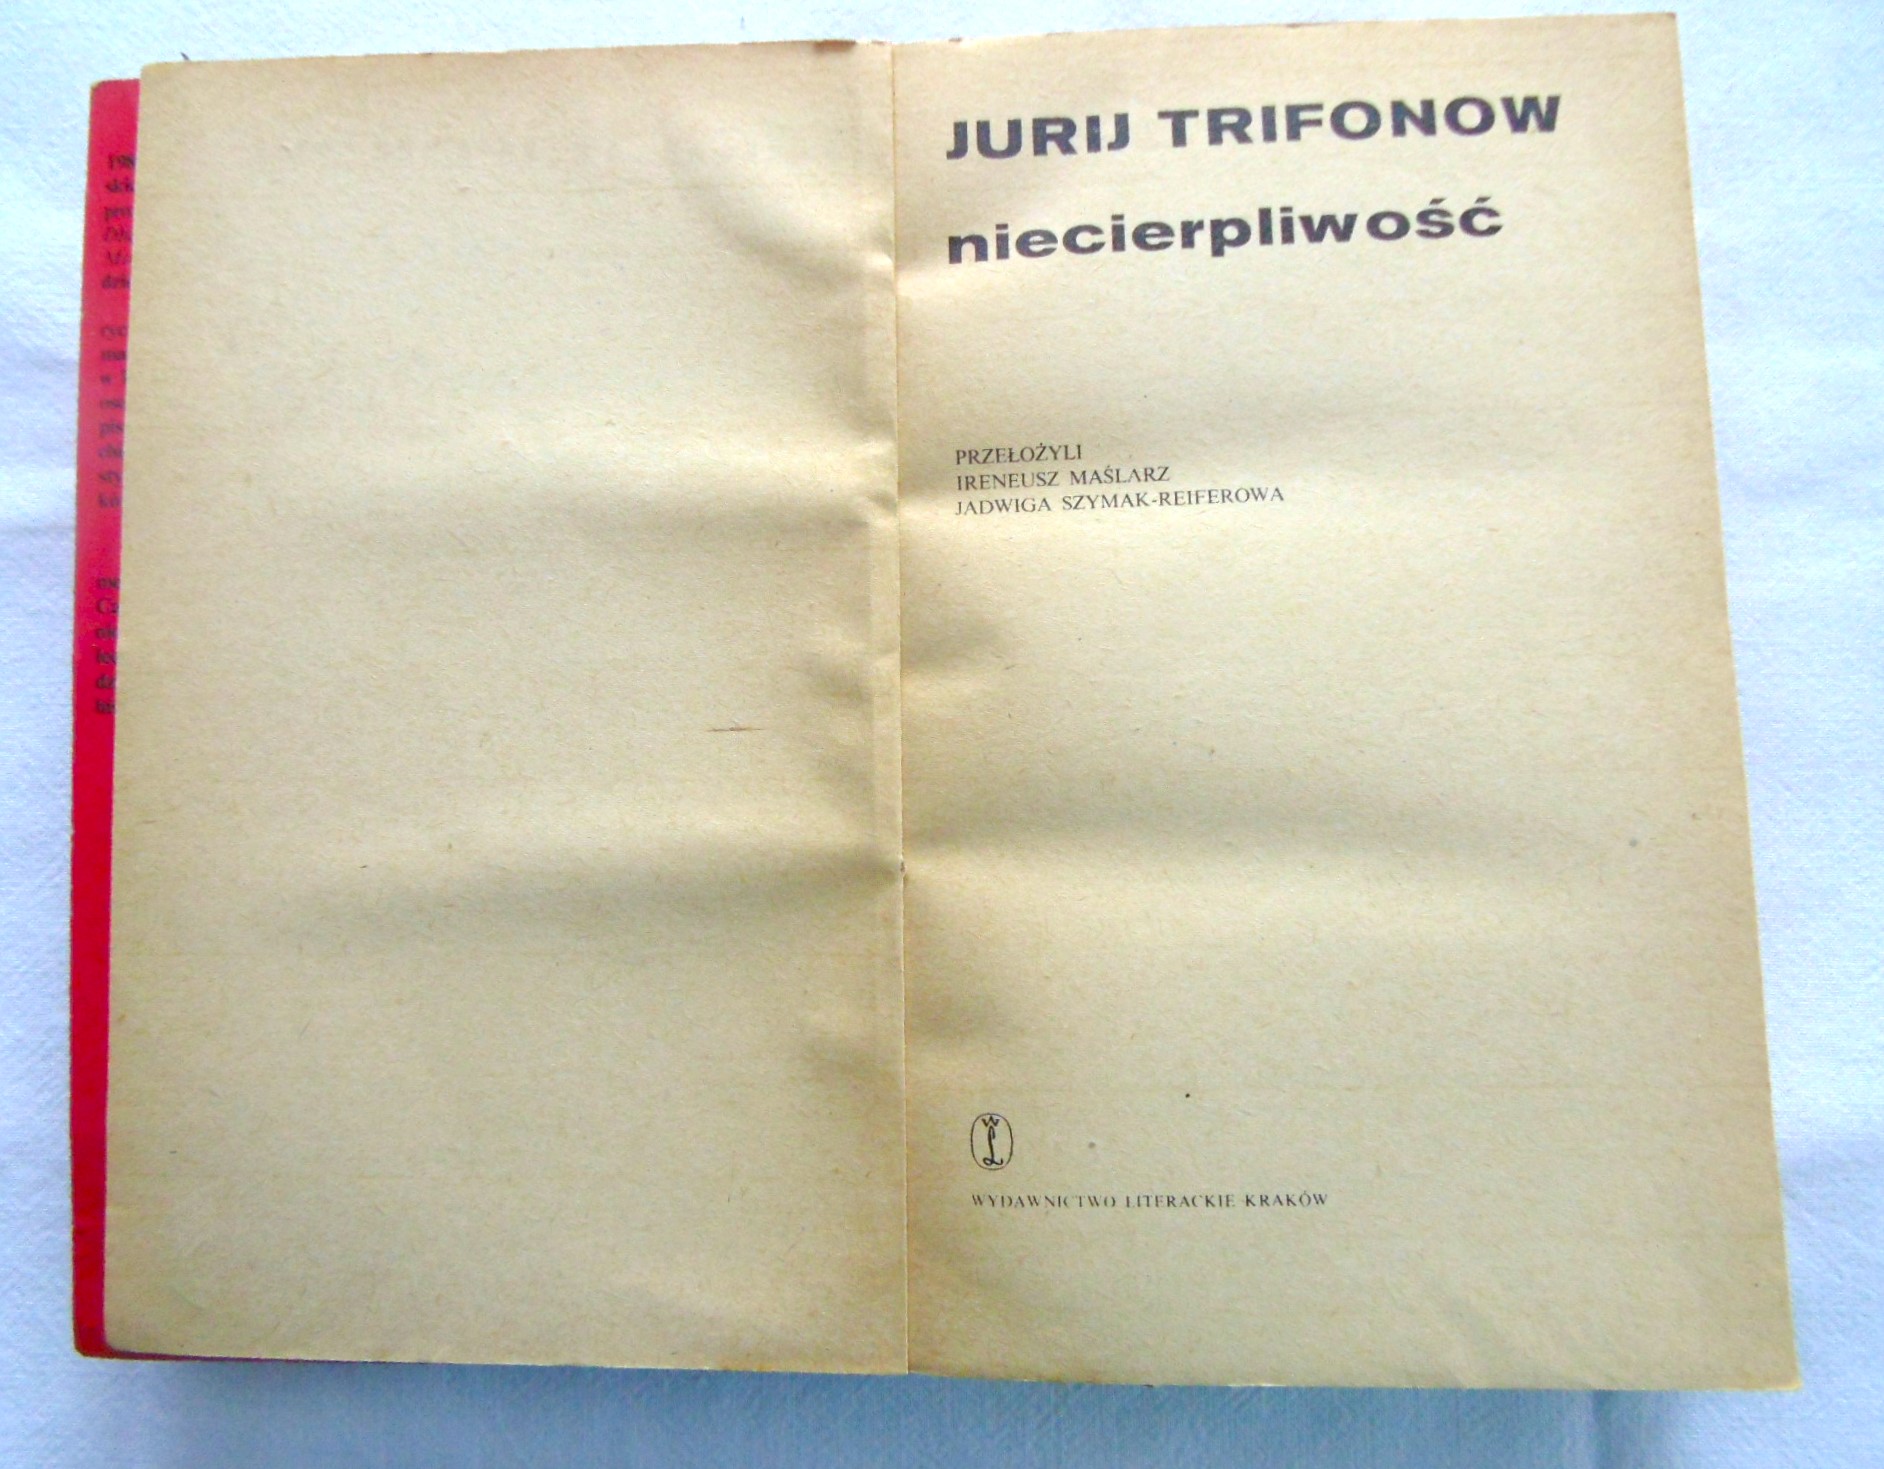 JURIJ TRIFONOW
niecierpliwość
PRZEŁOŻYLI
IRENEUSZ MAŚLARZ
JADWIGA SZYMAK-REIFEROWA
W
L
WYDAWNICTWO LITERACKIE KRAKÓW